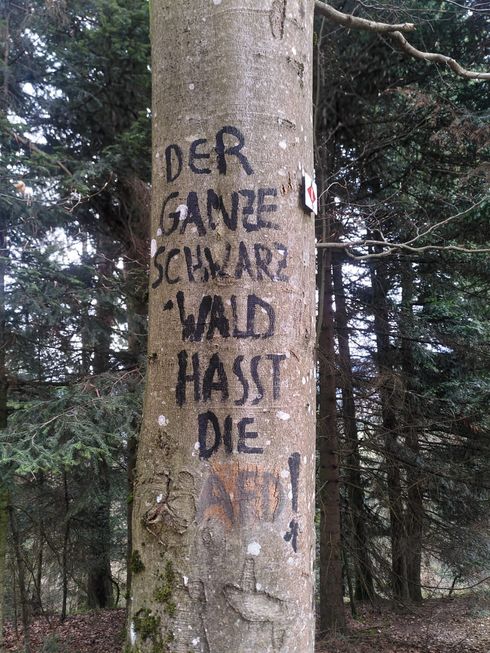 DER
GANZE
SCHWARZ
WALD
HASST
DIE
AFD!